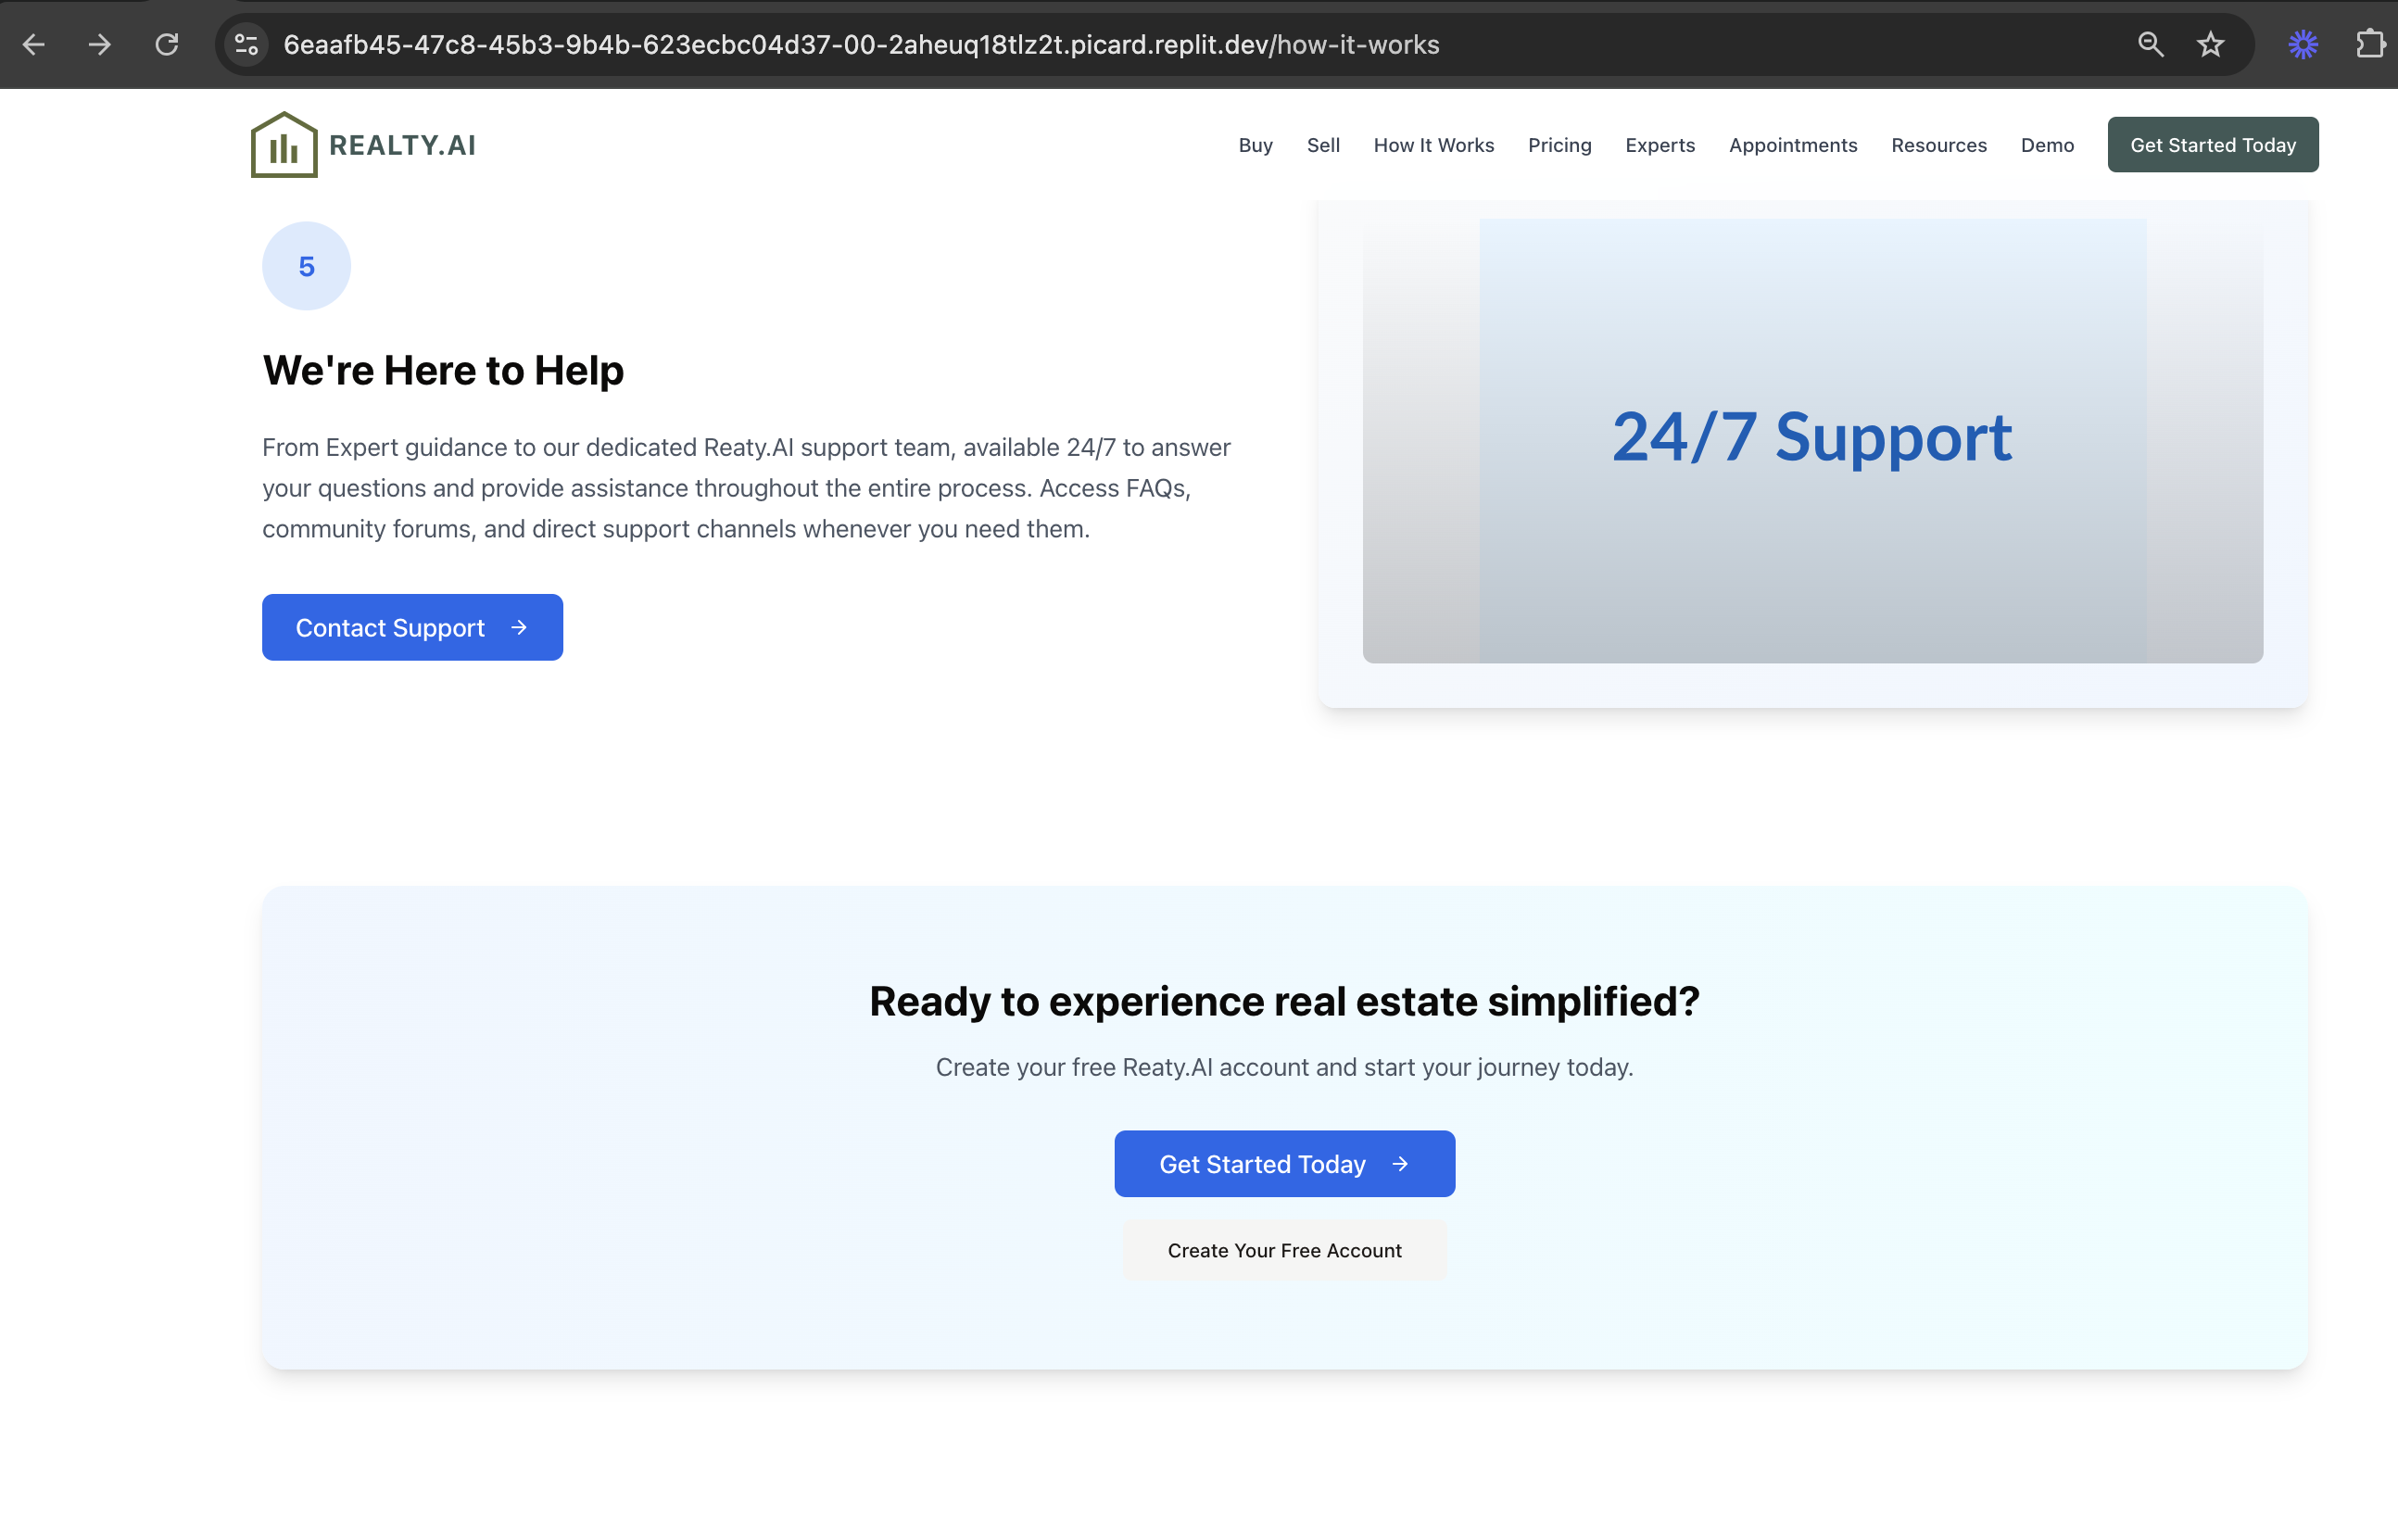 6eaafb45-47c8-45b3-9b4b-623ecbc04d37-00-2aheuq18tlz2t.picard.replit.dev/how-it-works
REALTY.AI
Buy Sell How It Works Pricing Experts Appointments Resources Demo Get Started Today
5
We're Here to Help
From Expert guidance to our dedicated Reaty.AI support team, available 24/7 to answer
your questions and provide assistance throughout the entire process. Access FAQs,
community forums, and direct support channels whenever you need them.
Contact Support →
24/7 Support
Ready to experience real estate simplified?
Create your free Reaty.AI account and start your journey today.
Get Started Today →
Create Your Free Account